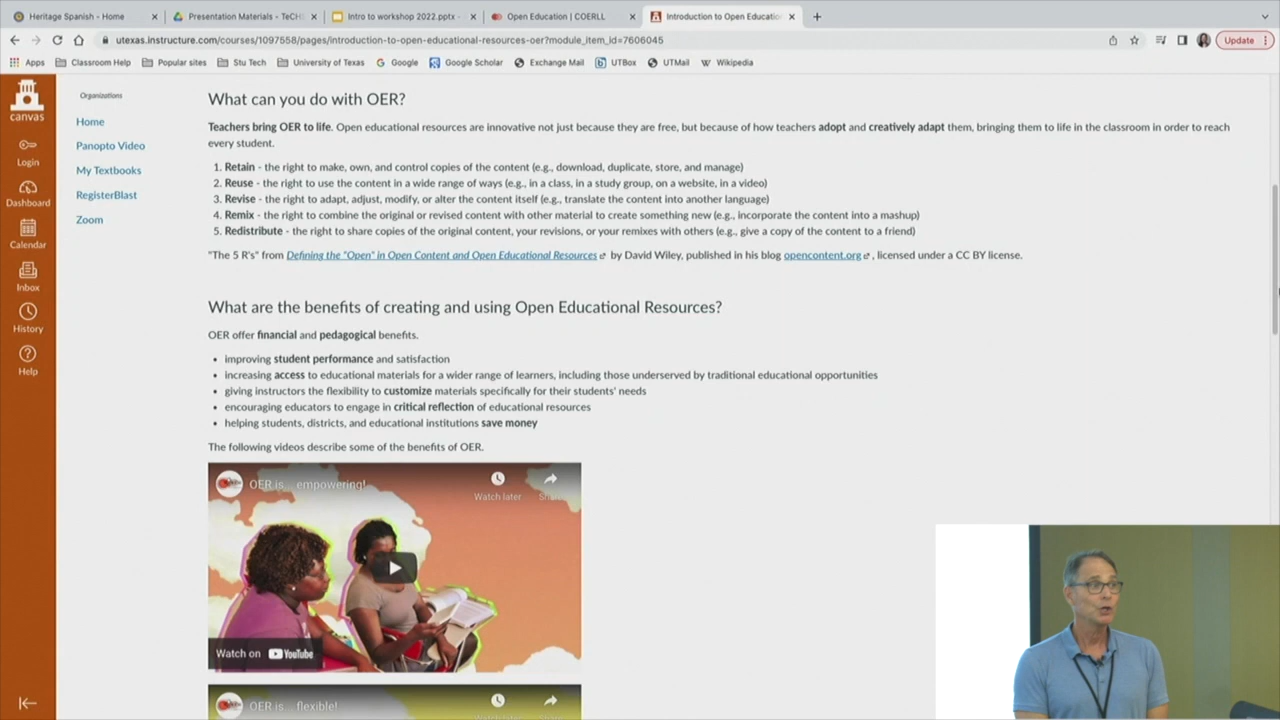 Heritage Spanish - Home
Presentation Materials - TeCHS
Intro to workshop 2022.pptx -
Open Education | COERLL
Introduction to Open Educatio
utexas.instructure.com/courses/1097558/pages/introduction-to-open-educational-resources-oer?module_item_id=7606045
Update
Apps
Classroom Help
Popular sites
Stu Tech
University of Texas
Google
Google Scholar
Exchange Mail
UTBox
UTMail
Wikipedia
canvas
Login
Dashboard
Calendar
Inbox
History
Help
Organizations
Home
Panopto Video
My Textbooks
RegisterBlast
Zoom
What can you do with OER?
Teachers bring OER to life. Open educational resources are innovative not just because they are free, but because of how teachers adopt and creatively adapt them, bringing them to life in the classroom in order to reach
every student.
1. Retain - the right to make, own, and control copies of the content (e.g., download, duplicate, store, and manage)
2. Reuse - the right to use the content in a wide range of ways (e.g., in a class, in a study group, on a website, in a video)
3. Revise - the right to adapt, adjust, modify, or alter the content itself (e.g., translate the content into another language)
4. Remix - the right to combine the original or revised content with other material to create something new (e.g., incorporate the content into a mashup)
5. Redistribute - the right to share copies of the original content, your revisions, or your remixes with others (e.g., give a copy of the content to a friend)
"The 5 R's" from Defining the "Open" in Open Content and Open Educational Resources by David Wiley, published in his blog opencontent.org , licensed under a CC BY license.
What are the benefits of creating and using Open Educational Resources?
OER offer financial and pedagogical benefits.
• improving student performance and satisfaction
• increasing access to educational materials for a wider range of learners, including those underserved by traditional educational opportunities
• giving instructors the flexibility to customize materials specifically for their students' needs
• encouraging educators to engage in critical reflection of educational resources
• helping students, districts, and educational institutions save money
The following videos describe some of the benefits of OER.
OER is... empowering!
Watch later
Share
Watch on YouTube
OER is... flexible!
Watch later
Share